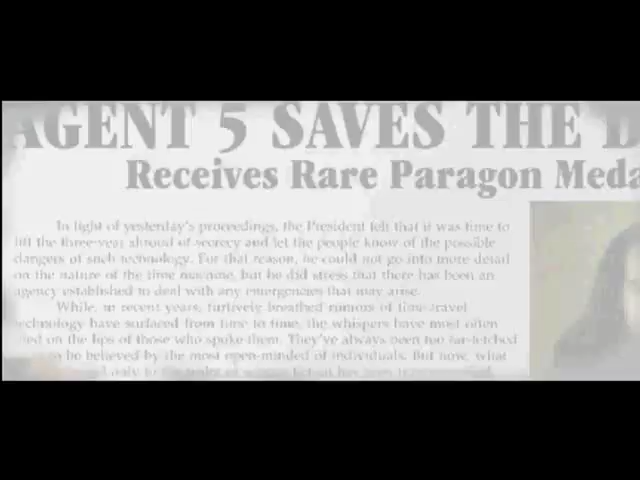 AGENT 5 SAVES THE D
Receives Rare Paragon Meda
In light of yesterday's proceedings, the President felt that it was time to
lift the three-year shroud of secrecy and let the people know of the possible
dangers of such technology. For that reason, he could not go into more detail
on the nature of the time machine, but he did stress that there has been an
agency established to deal with any emergencies that may arise.
While, in recent years, furtively breathed rumors of time-travel
technology have surfaced from time to time, the whispers have most often
died on the lips of those who spoke them. They've always been too far-fetched
to be believed by the most open-minded of individuals. But now, what
only to the